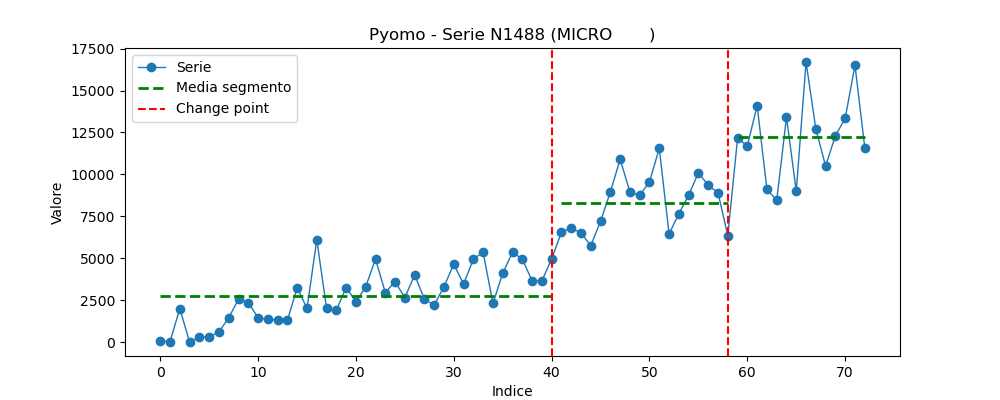 Pyomo - Serie N1488 (MICRO        )
17500
15000
12500
10000
7500
5000
2500
0
Valore
Serie
Media segmento
Change point
0 10 20 30 40 50 60 70
Indice